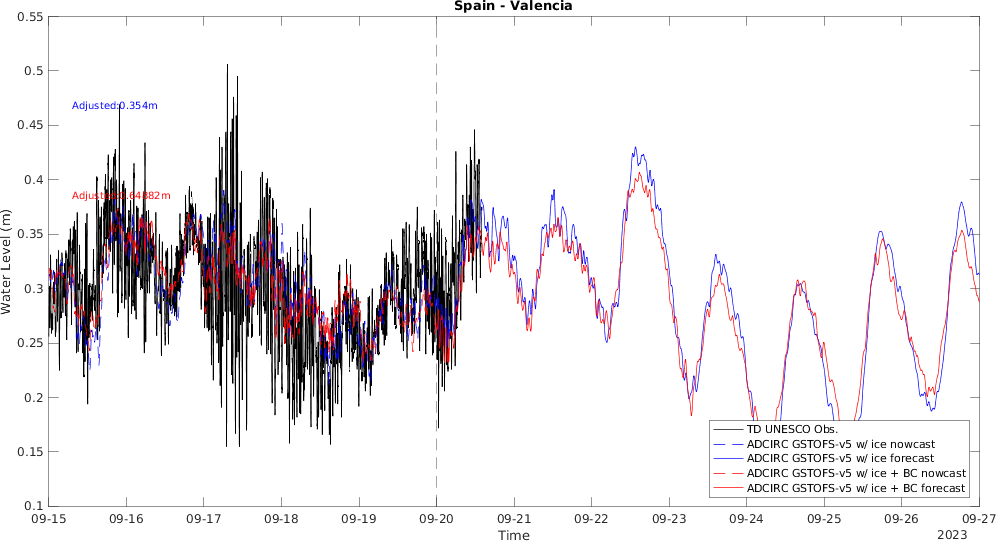 Spain - Valencia
0.55
0.5
0.45
0.4
0.35
0.3
0.25
0.2
0.15
0.1
Water Level (m)
Adjusted:0.354m
TD UNESCO Obs.
ADCIRC GSTOFS-v5 w/ ice nowcast
ADCIRC GSTOFS-v5 w/ ice forecast
ADCIRC GSTOFS-v5 w/ ice + BC nowcast
ADCIRC GSTOFS-v5 w/ ice + BC forecast
09-15 09-16 09-17 09-18 09-19 09-20 09-21 09-22 09-23 09-24 09-25 09-26 09-27
Time
2023